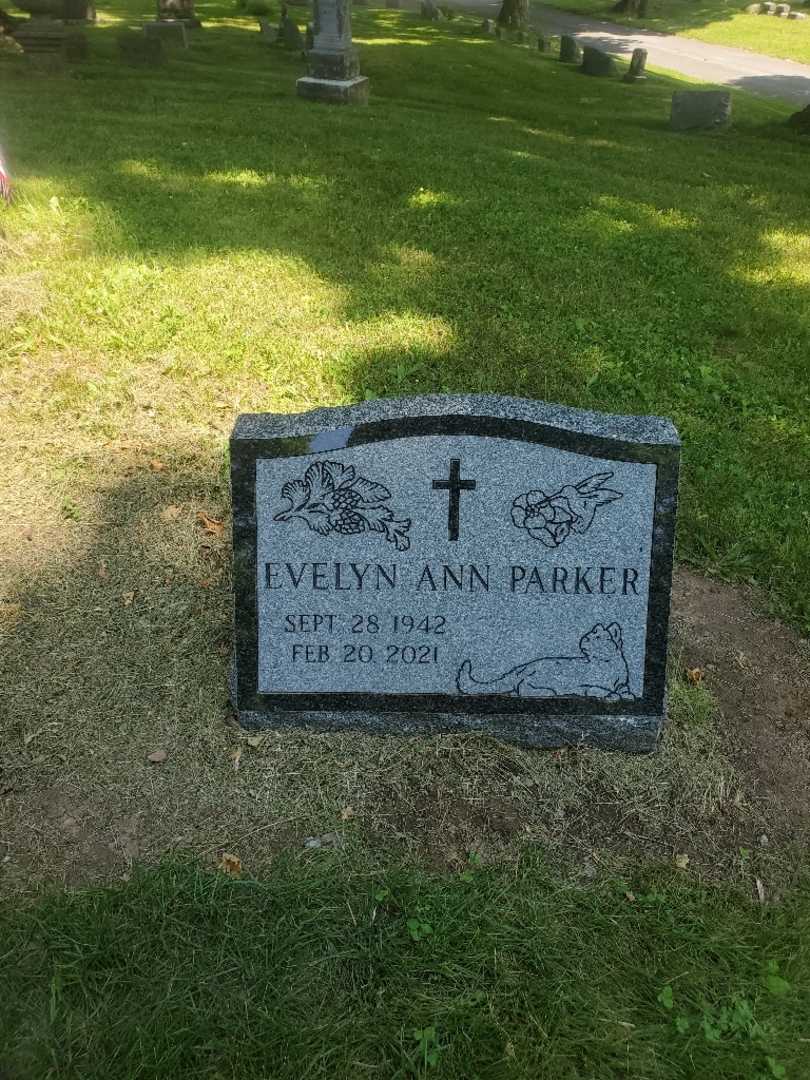 EVELYN ANN PARKER
SEPT 28 1942
FEB 20 2021